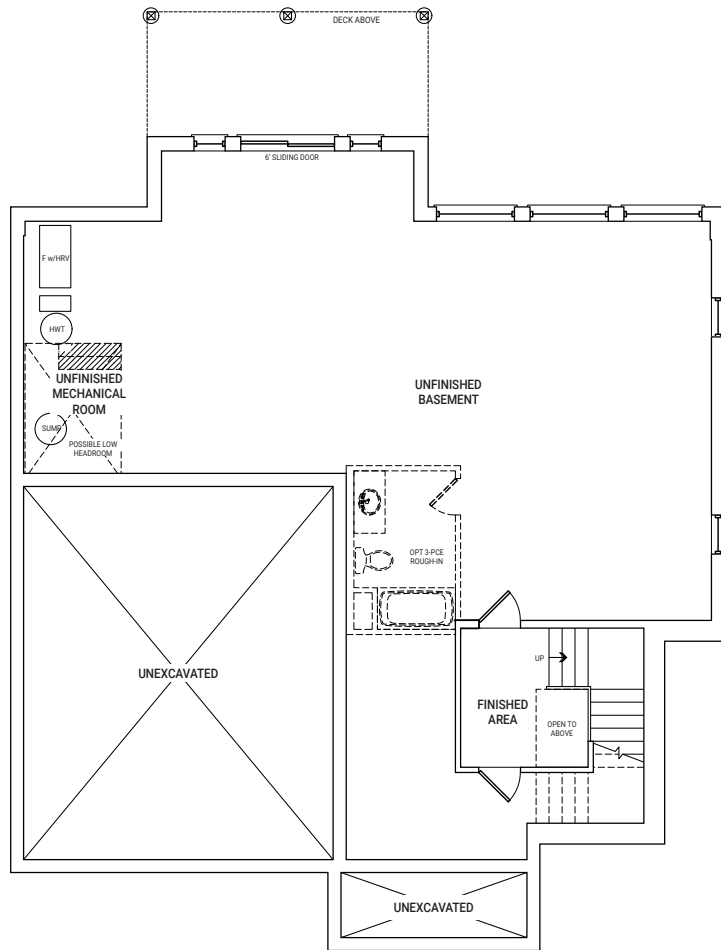 DECK ABOVE
6' SLIDING DOOR
F w/HRV
HWT
UNFINISHED
MECHANICAL
ROOM
SUMP
POSSIBLE LOW
HEADROOM
UNFINISHED
BASEMENT
OPT 3-PCE
ROUGH-IN
UNEXCAVATED
UP
FINISHED
AREA
OPEN TO
ABOVE
UNEXCAVATED